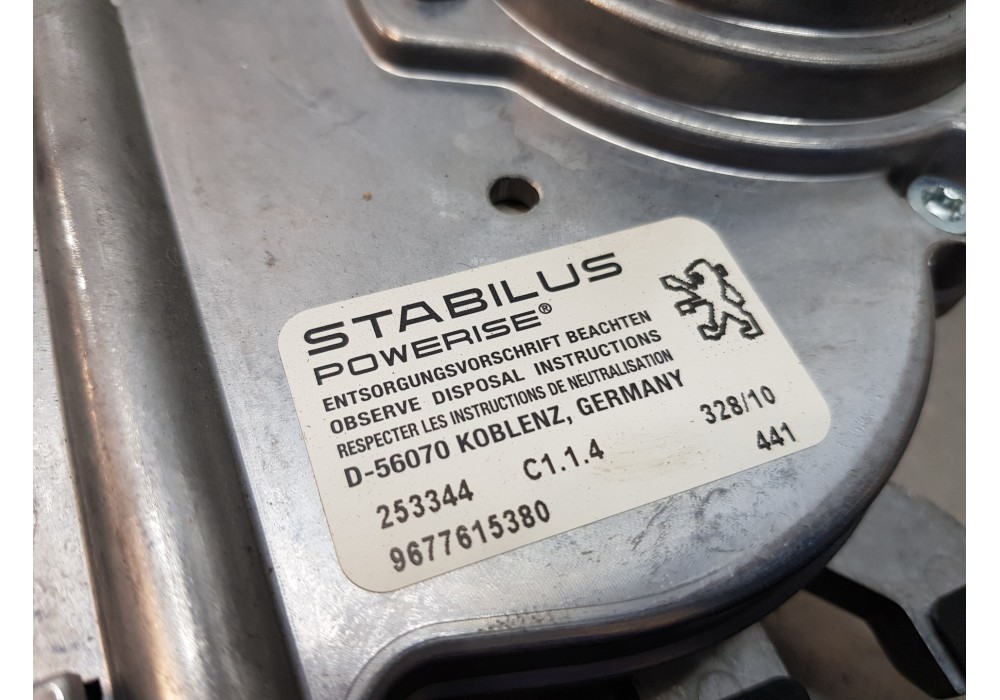 STABILUS
POWERISE®
ENTSORGUNGSVORSCHRIFT BEACHTEN
OBSERVE DISPOSAL INSTRUCTIONS
RESPECTER LES INSTRUCTIONS DE NEUTRALISATION
D-56070 KOBLENZ, GERMANY
253344 C1.1.4 328/10
9677615380 441